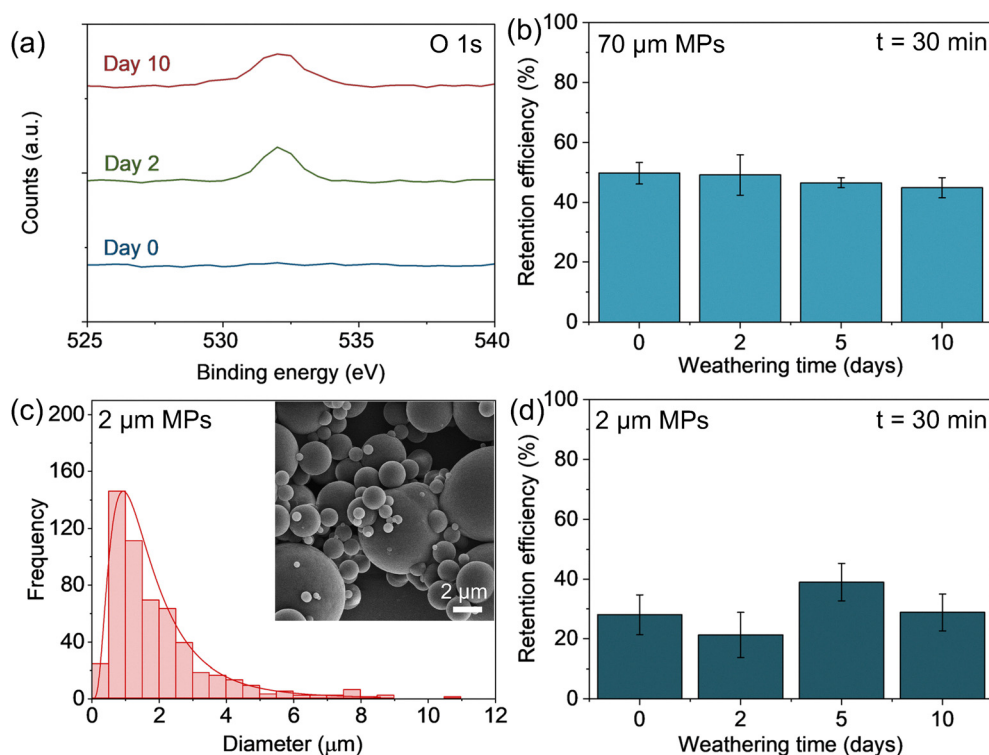 (a)
O 1s
Day 10
Day 2
Day 0
Counts (a.u.)
525 530 535 540
Binding energy (eV)
(b)
70 µm MPs t = 30 min
Retention efficiency (%)
100
80
60
40
20
0
0 2 5 10
Weathering time (days)
(c)
2 µm MPs
Frequency
200
160
120
80
40
0
2 µm
0 2 4 6 8 10 12
Diameter (µm)
(d)
2 µm MPs t = 30 min
Retention efficiency (%)
100
80
60
40
20
0
0 2 5 10
Weathering time (days)